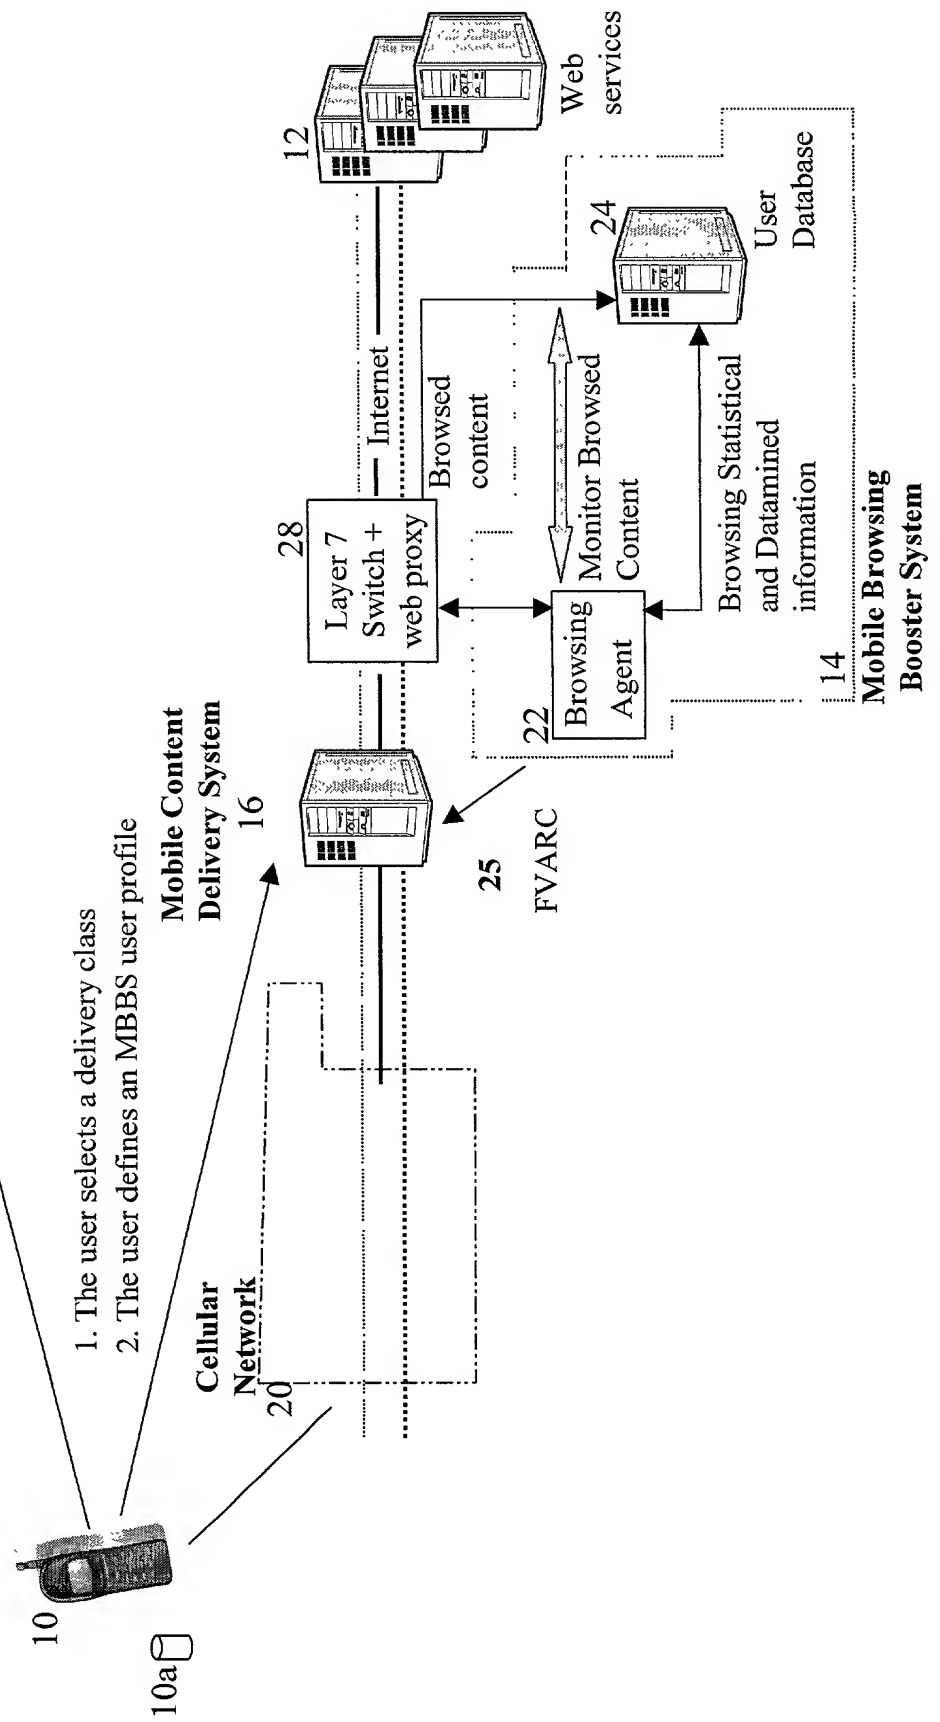 10
10a
1. The user selects a delivery class
2. The user defines an MBBS user profile
Cellular
Network
20
Mobile Content
Delivery System
16
25
FVARC
28
Layer 7
Switch +
web proxy
Internet
12
Web
services
Browsed
content
22
Browsing
Agent
Monitor Browsed
Content
24
User
Database
Browsing Statistical
and Datamined
information
14
Mobile Browsing
Booster System